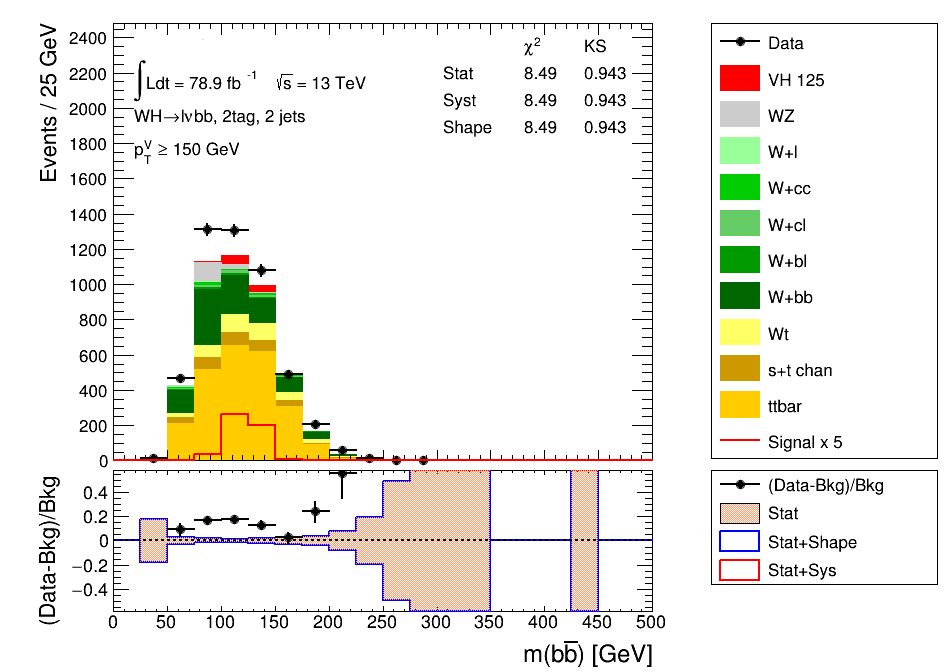 Events / 25 GeV
2400
2200
2000
1800
1600
1400
1200
1000
800
600
400
200
0
∫Ldt = 78.9 fb⁻¹ √s = 13 TeV
WH→lνbb, 2tag, 2 jets
p_T^V ≥ 150 GeV
χ² KS
Stat 8.49 0.943
Syst 8.49 0.943
Shape 8.49 0.943
Data
VH 125
WZ
W+l
W+cc
W+cl
W+bl
W+bb
Wt
s+t chan
ttbar
Signal x 5
(Data-Bkg)/Bkg
0.4
0.2
0
−0.2
−0.4
0 50 100 150 200 250 300 350 400 450 500
m(bb̅) [GeV]
(Data-Bkg)/Bkg
Stat
Stat+Shape
Stat+Sys